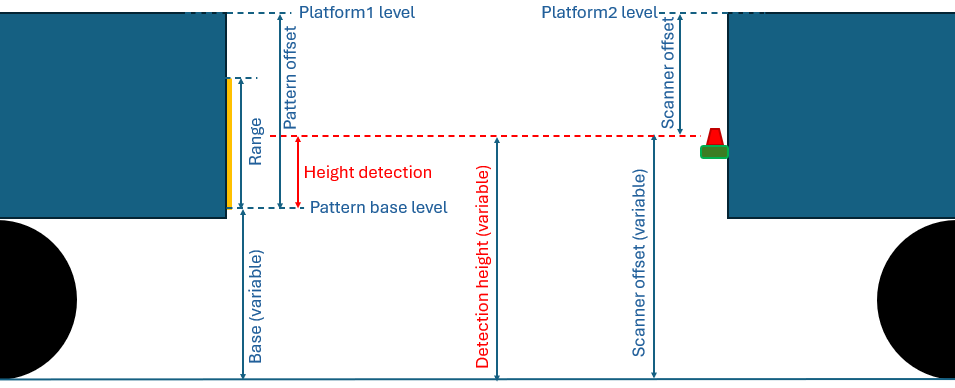 Platform1 level
Platform2 level
Pattern offset
Scanner offset
Range
Height detection
Pattern base level
Base (variable)
Detection height (variable)
Scanner offset (variable)